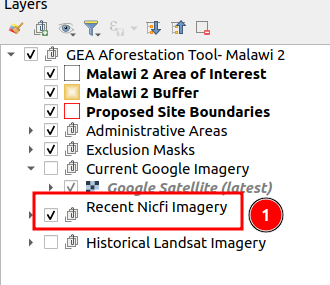 Layers
GEA Aforestation Tool- Malawi 2
Malawi 2 Area of Interest
Malawi 2 Buffer
Proposed Site Boundaries
Administrative Areas
Exclusion Masks
Current Google Imagery
Google Satellite (latest)
Recent Nicfi Imagery
1
Historical Landsat Imagery